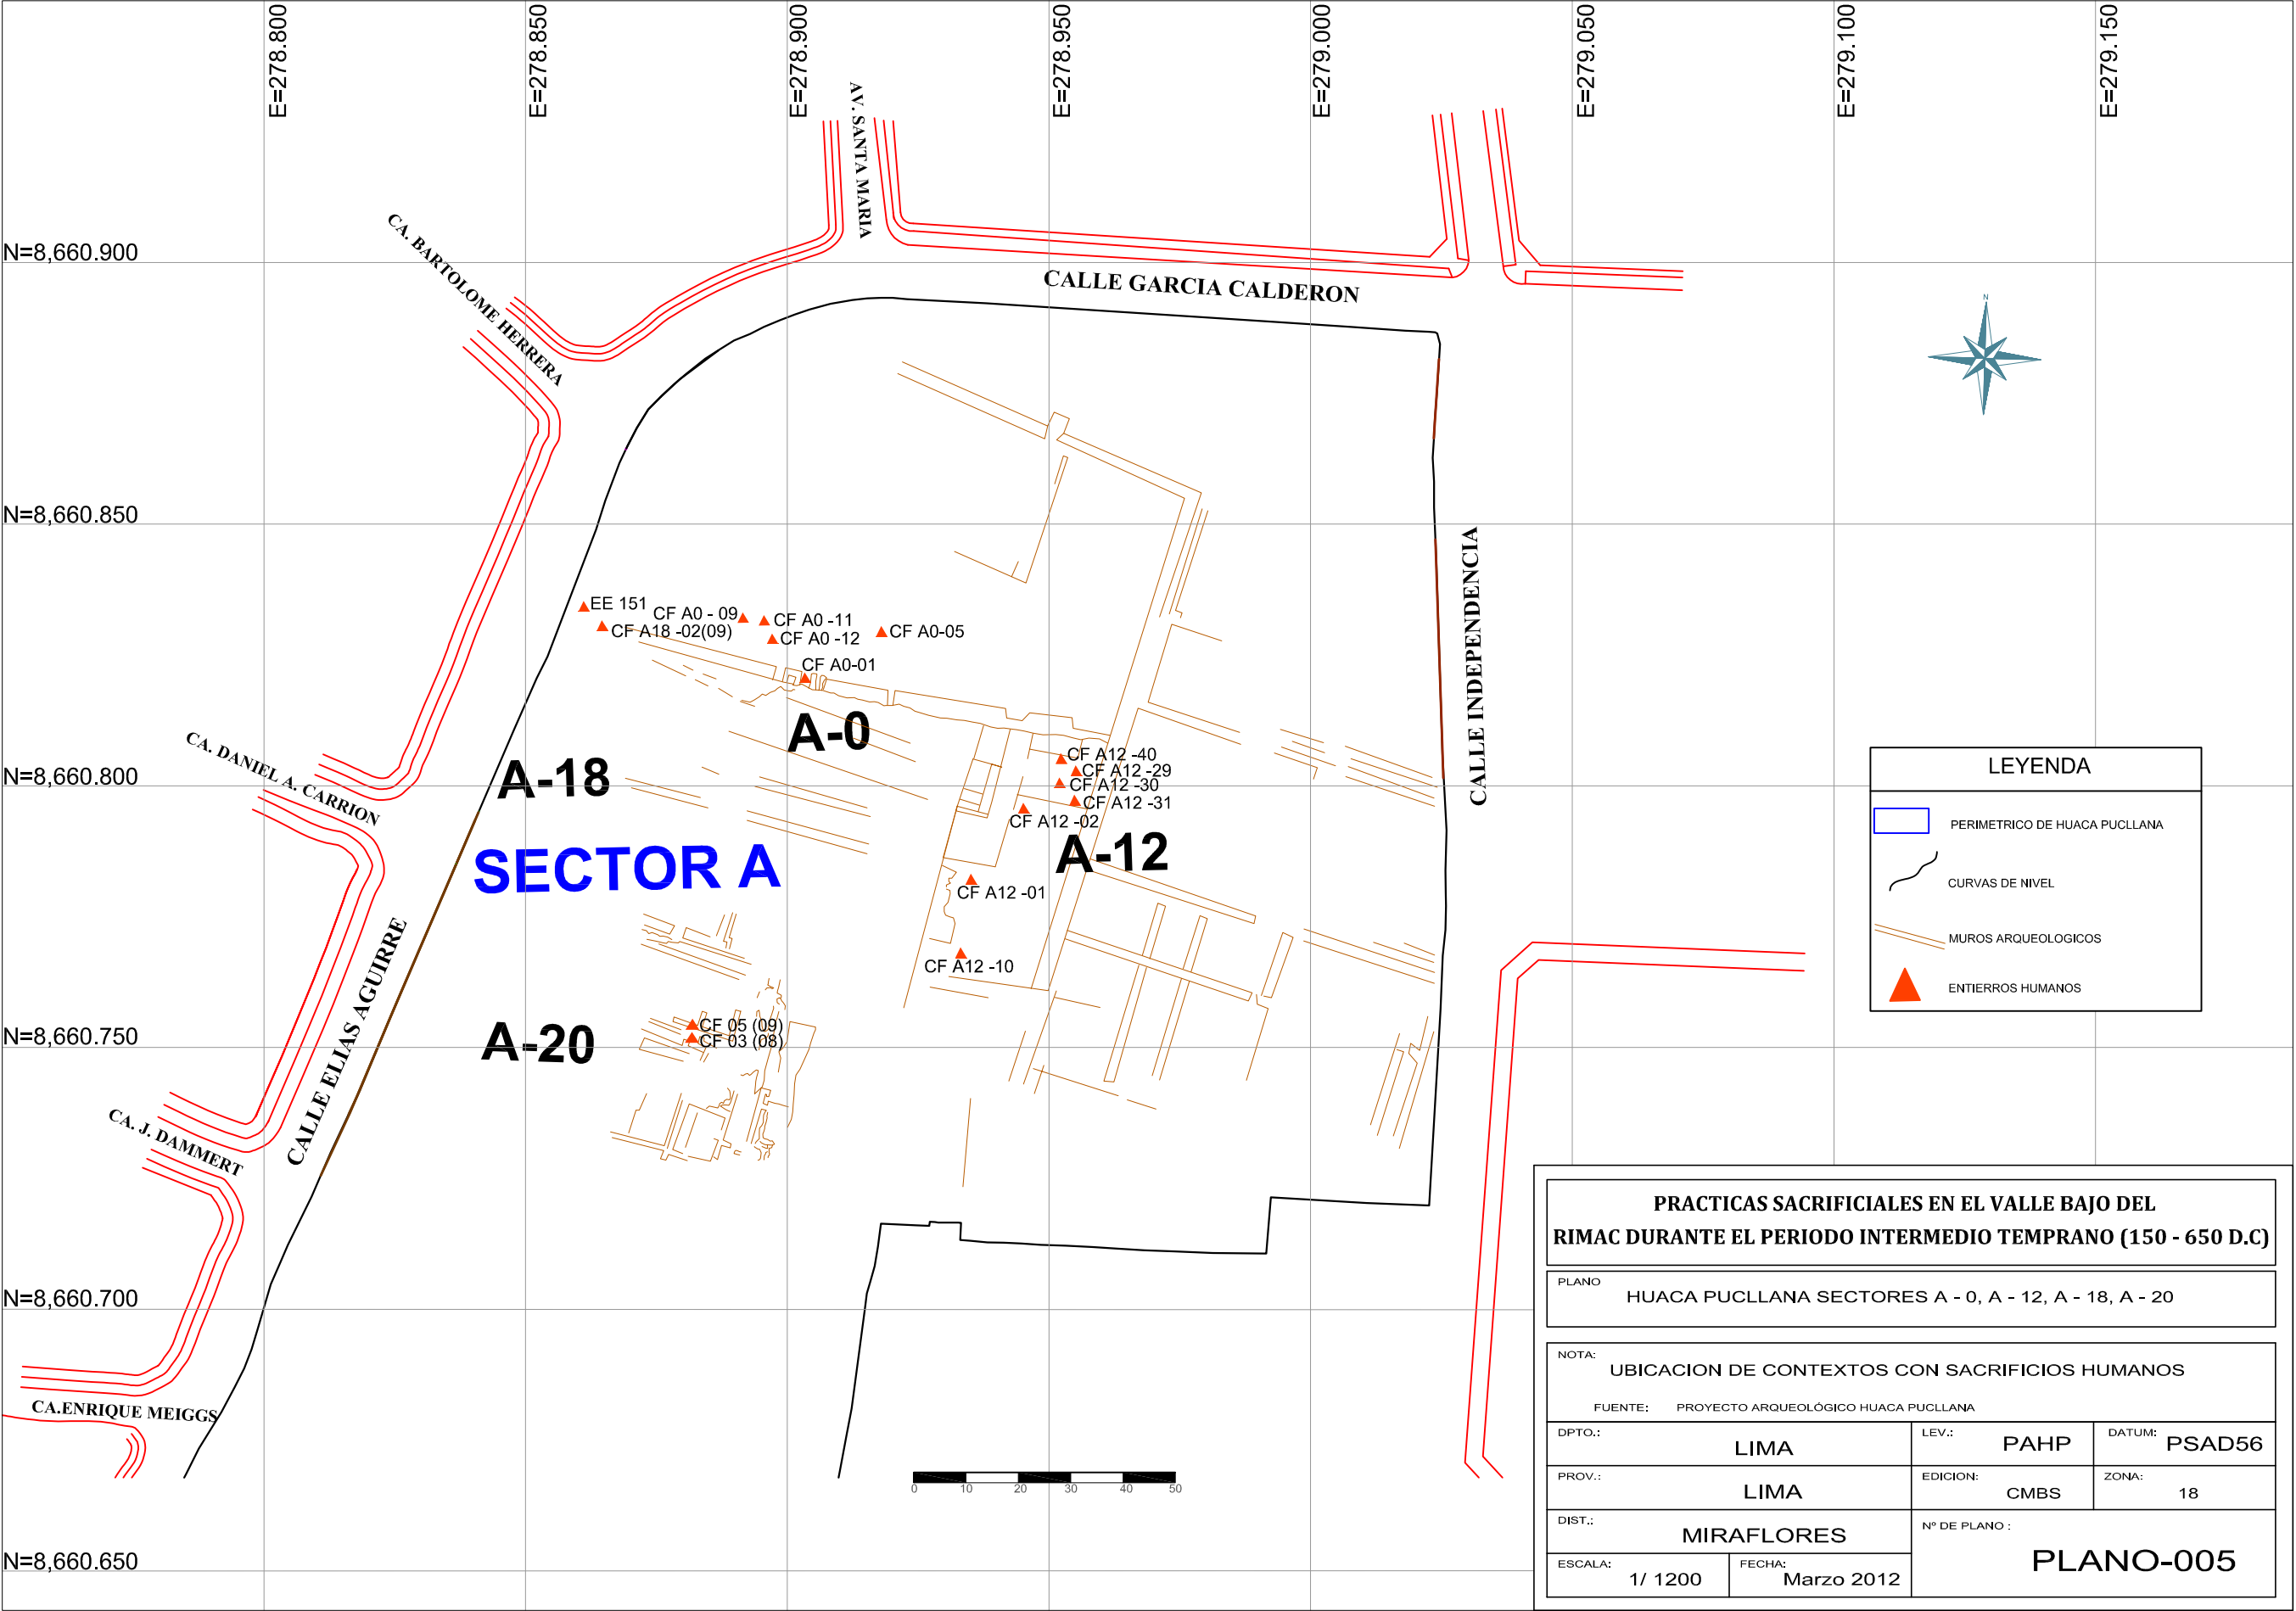 E=278.800
E=278.850
E=278.900
E=278.950
E=279.000
E=279.050
E=279.100
E=279.150
AV. SANTA MARIA
CA. BARTOLOME HERRERA
N=8,660.900
CALLE GARCIA CALDERON
N
N=8,660.850
CALLE INDEPENDENCIA
EE 151
CF A0 - 09
CF A0 -11
CF A18 -02(09)
CF A0 -12
CF A0-05
CF A0-01
A-0
CA. DANIEL A. CARRION
A-18
N=8,660.800
CF A12 -40
CF A12 -29
CF A12 -30
CF A12 -31
CF A12 -02
A-12
SECTOR A
CF A12 -01
CALLE ELIAS AGUIRRE
CF A12 -10
LEYENDA
PERIMETRICO DE HUACA PUCLLANA
CURVAS DE NIVEL
MUROS ARQUEOLOGICOS
ENTIERROS HUMANOS
N=8,660.750
A-20
CF 05 (09)
CF 03 (08)
CA. J. DAMMERT
N=8,660.700
CA.ENRIQUE MEIGGS
0 10 20 30 40 50
N=8,660.650
PRACTICAS SACRIFICIALES EN EL VALLE BAJO DEL
RIMAC DURANTE EL PERIODO INTERMEDIO TEMPRANO (150 - 650 D.C)
PLANO
HUACA PUCLLANA SECTORES A - 0, A - 12, A - 18, A - 20
NOTA:
UBICACION DE CONTEXTOS CON SACRIFICIOS HUMANOS
FUENTE: PROYECTO ARQUEOLÓGICO HUACA PUCLLANA
DPTO.: LIMA
LEV.: PAHP
DATUM: PSAD56
PROV.: LIMA
EDICION: CMBS
ZONA: 18
DIST.: MIRAFLORES
Nº DE PLANO :
PLANO-005
ESCALA: 1/ 1200
FECHA: Marzo 2012